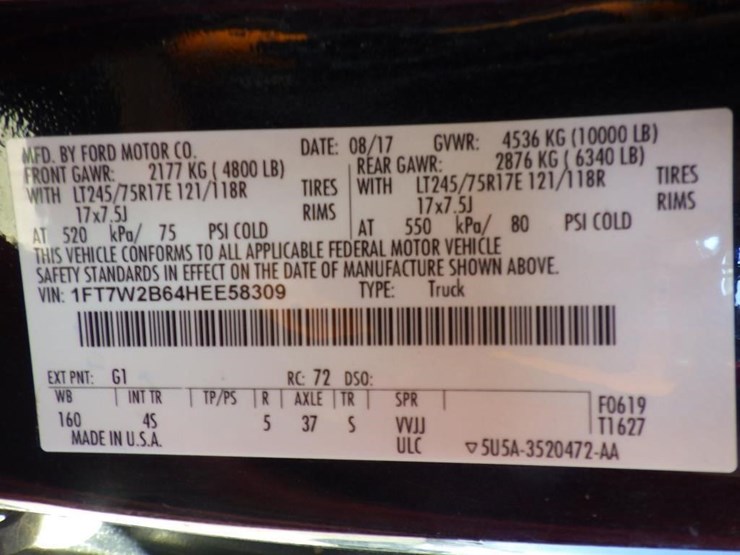 MFD. BY FORD MOTOR CO. DATE: 08/17 GVWR: 4536 KG (10000 LB)
FRONT GAWR: 2177 KG ( 4800 LB) REAR GAWR: 2876 KG ( 6340 LB)
WITH LT245/75R17E 121/118R TIRES WITH LT245/75R17E 121/118R TIRES
17x7.5J RIMS 17x7.5J RIMS
AT 520 kPa/ 75 PSI COLD AT 550 kPa/ 80 PSI COLD
THIS VEHICLE CONFORMS TO ALL APPLICABLE FEDERAL MOTOR VEHICLE
SAFETY STANDARDS IN EFFECT ON THE DATE OF MANUFACTURE SHOWN ABOVE.
VIN: 1FT7W2B64HEE58309 TYPE: Truck
EXT PNT: G1 RC: 72 DSO:
WB INT TR TP/PS R AXLE TR SPR F0619
160 4S 5 37 S VVJJ T1627
MADE IN U.S.A. ULC 5U5A-3520472-AA